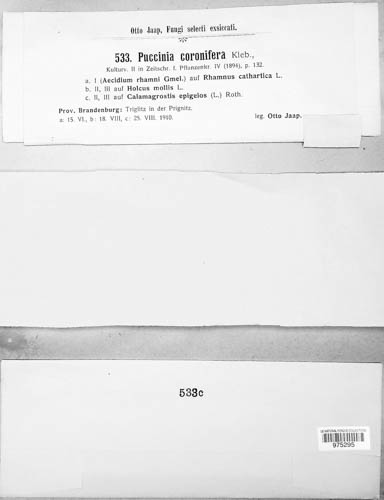 Otto Jaap, Fungi selecti exsiccati.
533. Puccinia coronifera Kleb.,
Kulturv. II in Zeitschr. f. Pflanzenkr. IV (1894), p. 132.
a. I (Aecidium rhamni Gmel.) auf Rhamnus cathartica L.
b. II, III auf Holcus mollis L.
c. II, III auf Calamagrostis epigeios (L.) Roth.
Prov. Brandenburg: Triglitz in der Prignitz.
a: 15. VI., b: 18. VIII, c: 25. VIII. 1910.
leg. Otto Jaap.
533c
975295